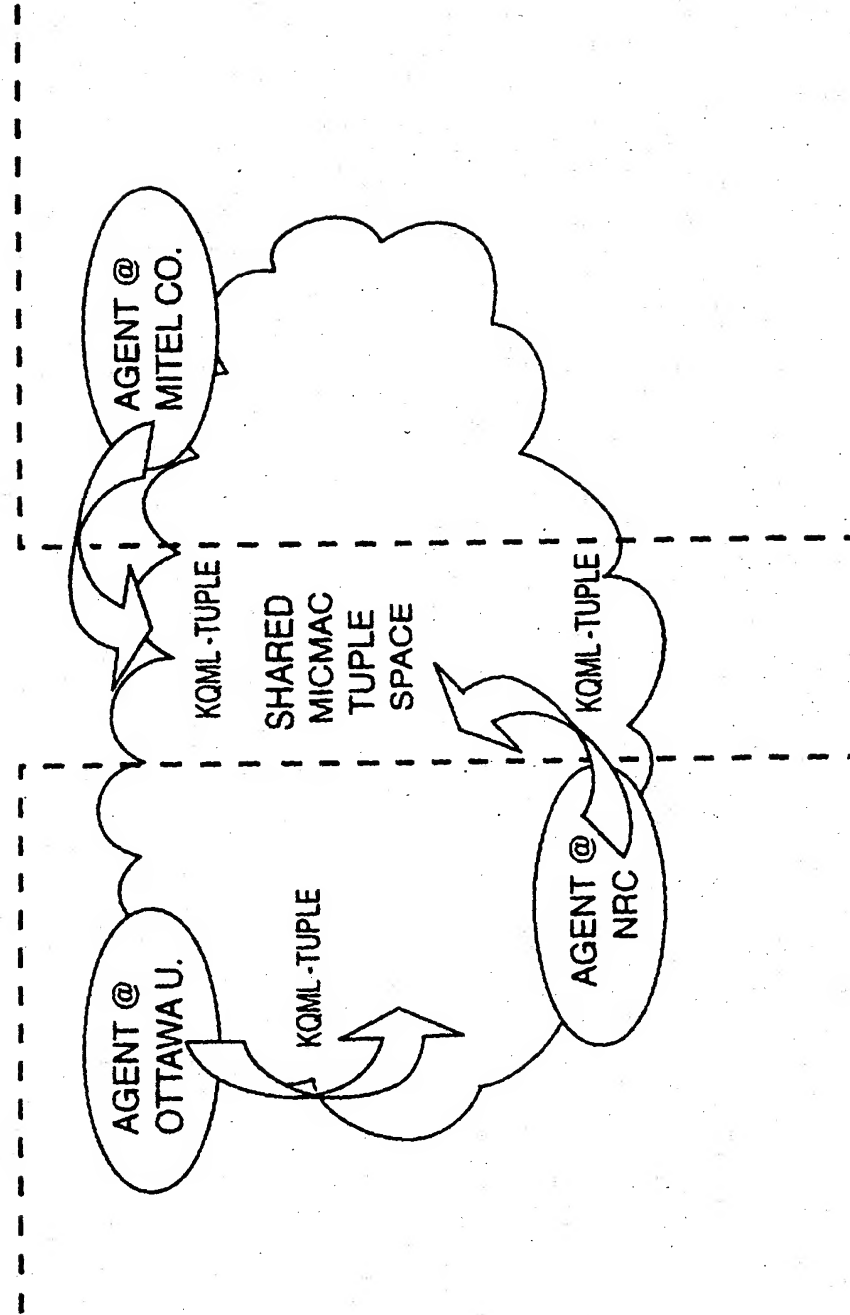 AGENT @
OTTAWA U.
KQML-TUPLE
AGENT @
NRC
KQML-TUPLE
SHARED
MICMAC
TUPLE
SPACE
KQML-TUPLE
AGENT @
MITEL CO.